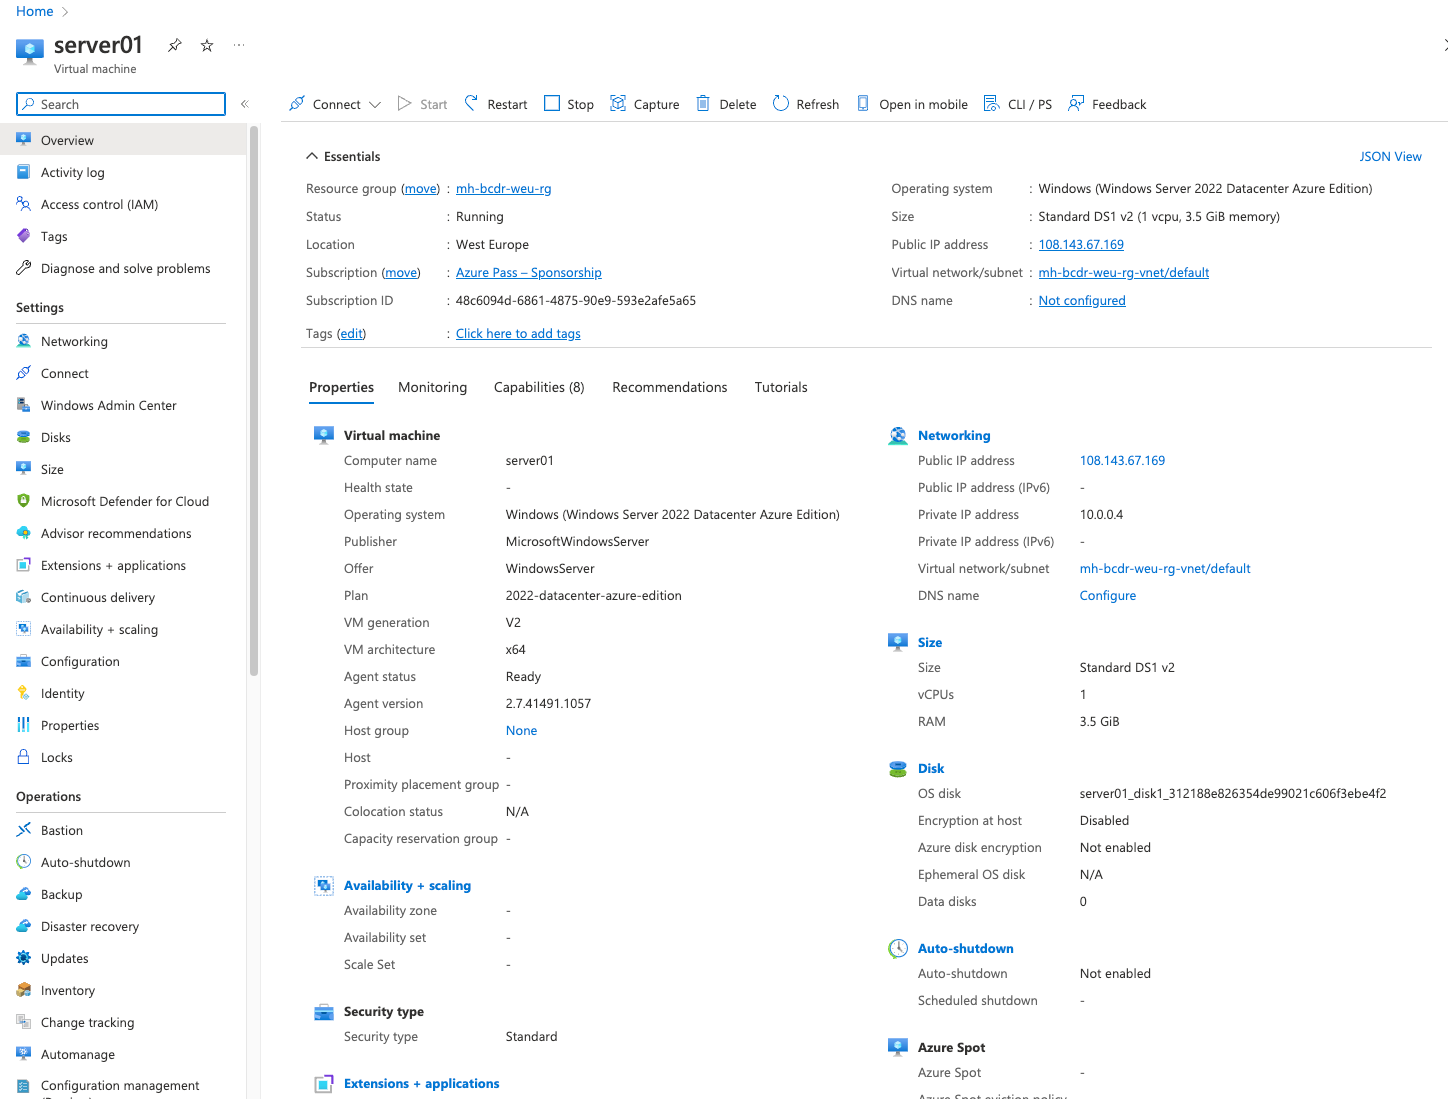 Home
server01
Virtual machine
Search
Connect Start Restart Stop Capture Delete Refresh Open in mobile CLI / PS Feedback
Overview
Activity log
Access control (IAM)
Tags
Diagnose and solve problems
Settings
Networking
Connect
Windows Admin Center
Disks
Size
Microsoft Defender for Cloud
Advisor recommendations
Extensions + applications
Continuous delivery
Availability + scaling
Configuration
Identity
Properties
Locks
Operations
Bastion
Auto-shutdown
Backup
Disaster recovery
Updates
Inventory
Change tracking
Automanage
Configuration management
Essentials
JSON View
Resource group (move) : mh-bcdr-weu-rg
Status : Running
Location : West Europe
Subscription (move) : Azure Pass – Sponsorship
Subscription ID : 48c6094d-6861-4875-90e9-593e2afe5a65
Tags (edit) : Click here to add tags
Operating system : Windows (Windows Server 2022 Datacenter Azure Edition)
Size : Standard DS1 v2 (1 vcpu, 3.5 GiB memory)
Public IP address : 108.143.67.169
Virtual network/subnet : mh-bcdr-weu-rg-vnet/default
DNS name : Not configured
Properties Monitoring Capabilities (8) Recommendations Tutorials
Virtual machine
Computer name server01
Health state -
Operating system Windows (Windows Server 2022 Datacenter Azure Edition)
Publisher MicrosoftWindowsServer
Offer WindowsServer
Plan 2022-datacenter-azure-edition
VM generation V2
VM architecture x64
Agent status Ready
Agent version 2.7.41491.1057
Host group None
Host -
Proximity placement group -
Colocation status N/A
Capacity reservation group -
Availability + scaling
Availability zone -
Availability set -
Scale Set -
Security type
Security type Standard
Extensions + applications
Networking
Public IP address 108.143.67.169
Public IP address (IPv6) -
Private IP address 10.0.0.4
Private IP address (IPv6) -
Virtual network/subnet mh-bcdr-weu-rg-vnet/default
DNS name Configure
Size
Size Standard DS1 v2
vCPUs 1
RAM 3.5 GiB
Disk
OS disk server01_disk1_312188e826354de99021c606f3ebe4f2
Encryption at host Disabled
Azure disk encryption Not enabled
Ephemeral OS disk N/A
Data disks 0
Auto-shutdown
Auto-shutdown Not enabled
Scheduled shutdown -
Azure Spot
Azure Spot -
Azure Spot eviction policy